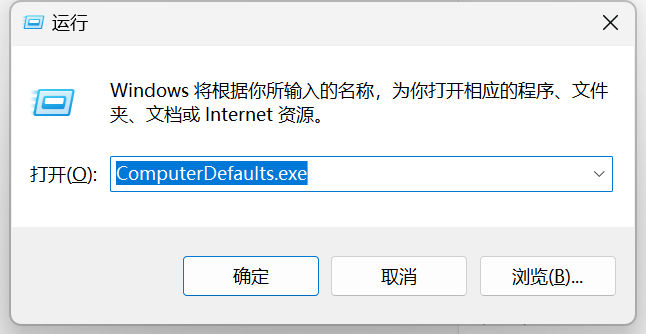 运行
Windows 将根据你所输入的名称，为你打开相应的程序、文件
夹、文档或 Internet 资源。
打开(O): ComputerDefaults.exe
确定 取消 浏览(B)...